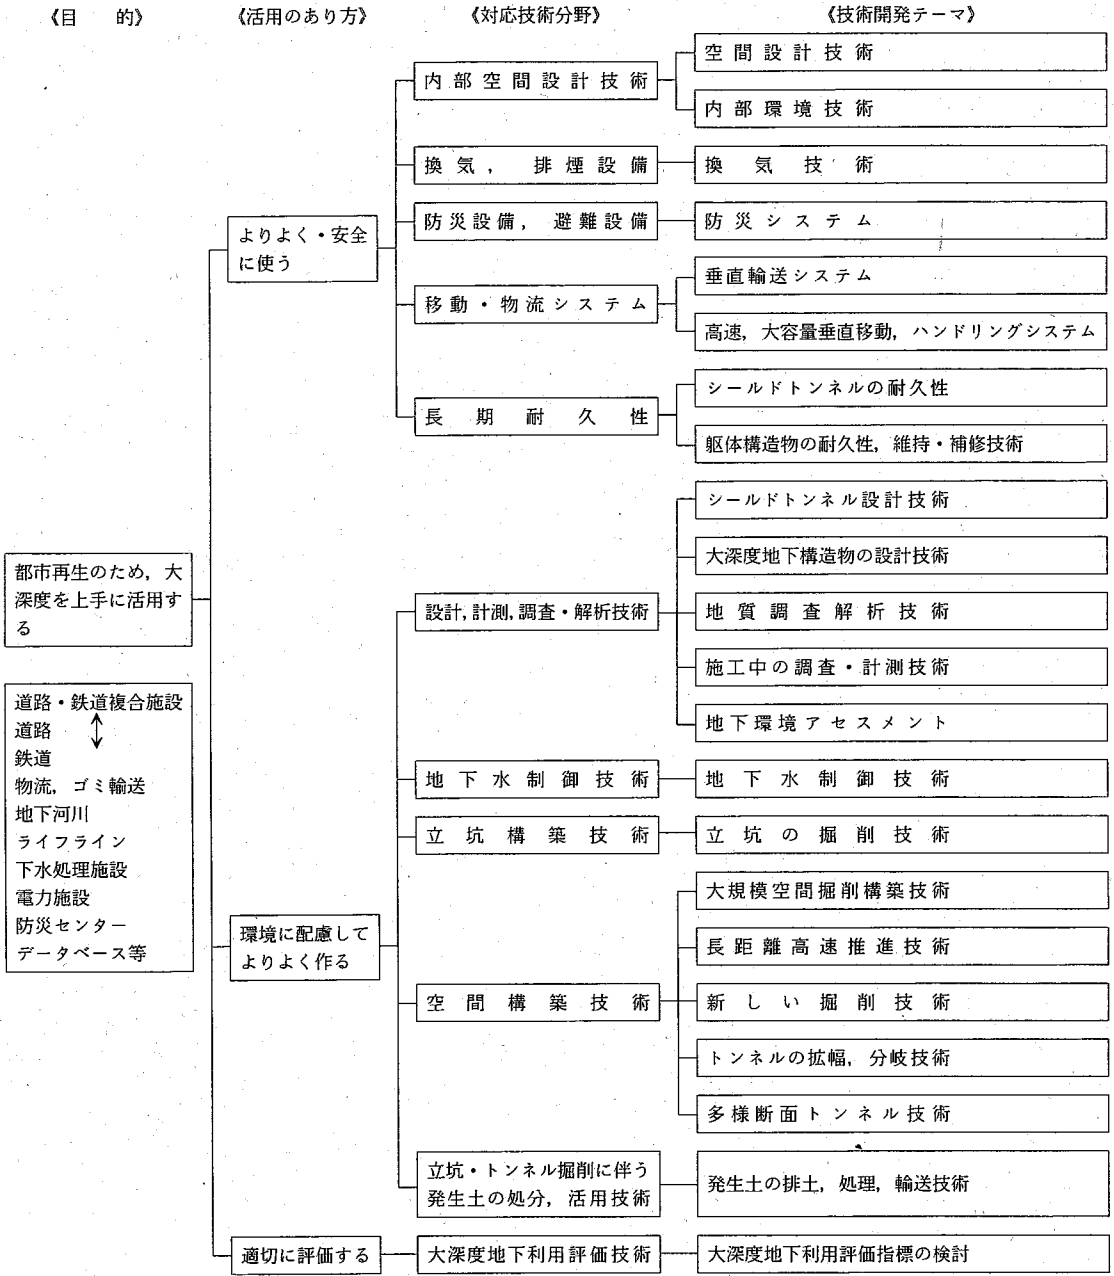 《目 的》
《活用のあり方》
《対応技術分野》
《技術開発テーマ》
都市再生のため，大
深度を上手に活用す
る
道路・鉄道複合施設
道路
鉄道
物流，ゴミ輸送
地下河川
ライフライン
下水処理施設
電力施設
防災センター
データベース等
よりよく・安全
に使う
内部空間設計技術
空間設計技術
内部環境技術
換気，排煙設備
換気技術
防災設備，避難設備
防災システム
移動・物流システム
垂直輸送システム
高速，大容量垂直移動，ハンドリングシステム
長期耐久性
シールドトンネルの耐久性
躯体構造物の耐久性，維持・補修技術
環境に配慮して
よりよく作る
設計，計測，調査・解析技術
シールドトンネル設計技術
大深度地下構造物の設計技術
地質調査解析技術
施工中の調査・計測技術
地下環境アセスメント
地下水制御技術
地下水制御技術
立坑構築技術
立坑の掘削技術
空間構築技術
大規模空間掘削構築技術
長距離高速推進技術
新しい掘削技術
トンネルの拡幅，分岐技術
多様断面トンネル技術
立坑・トンネル掘削に伴う
発生土の処分，活用技術
発生土の排土，処理，輸送技術
適切に評価する
大深度地下利用評価技術
大深度地下利用評価指標の検討